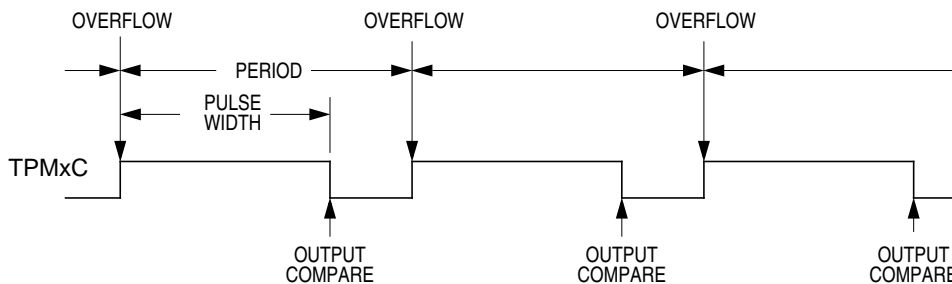 OVERFLOW OVERFLOW OVERFLOW
PERIOD
PULSE
WIDTH
TPMxC
OUTPUT
COMPARE
OUTPUT
COMPARE
OUTPUT
COMPARE